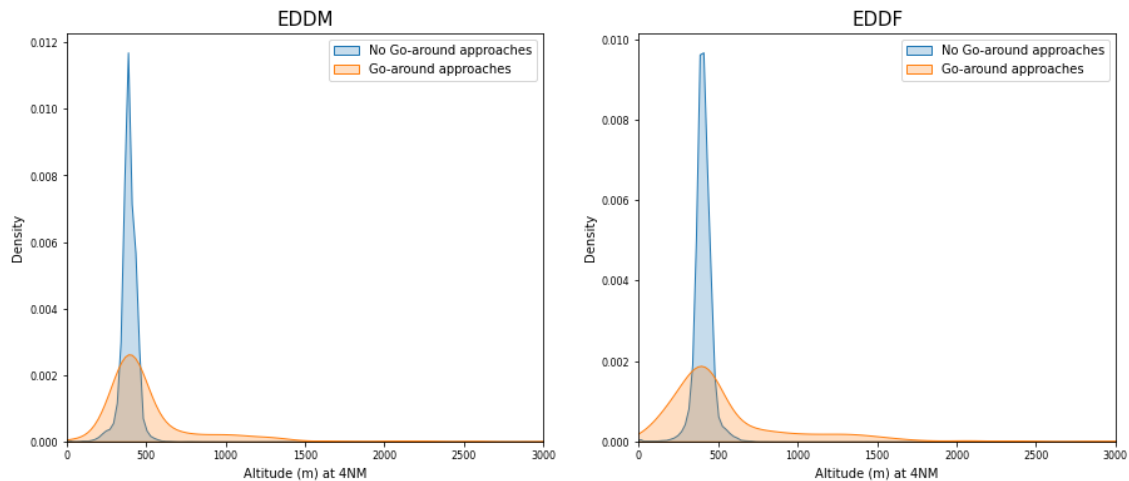 EDDM
No Go-around approaches
Go-around approaches
0.012
0.010
0.008
0.006
0.004
0.002
0.000
Density
0 500 1000 1500 2000 2500 3000
Altitude (m) at 4NM
EDDF
No Go-around approaches
Go-around approaches
0.010
0.008
0.006
0.004
0.002
0.000
Density
0 500 1000 1500 2000 2500 3000
Altitude (m) at 4NM